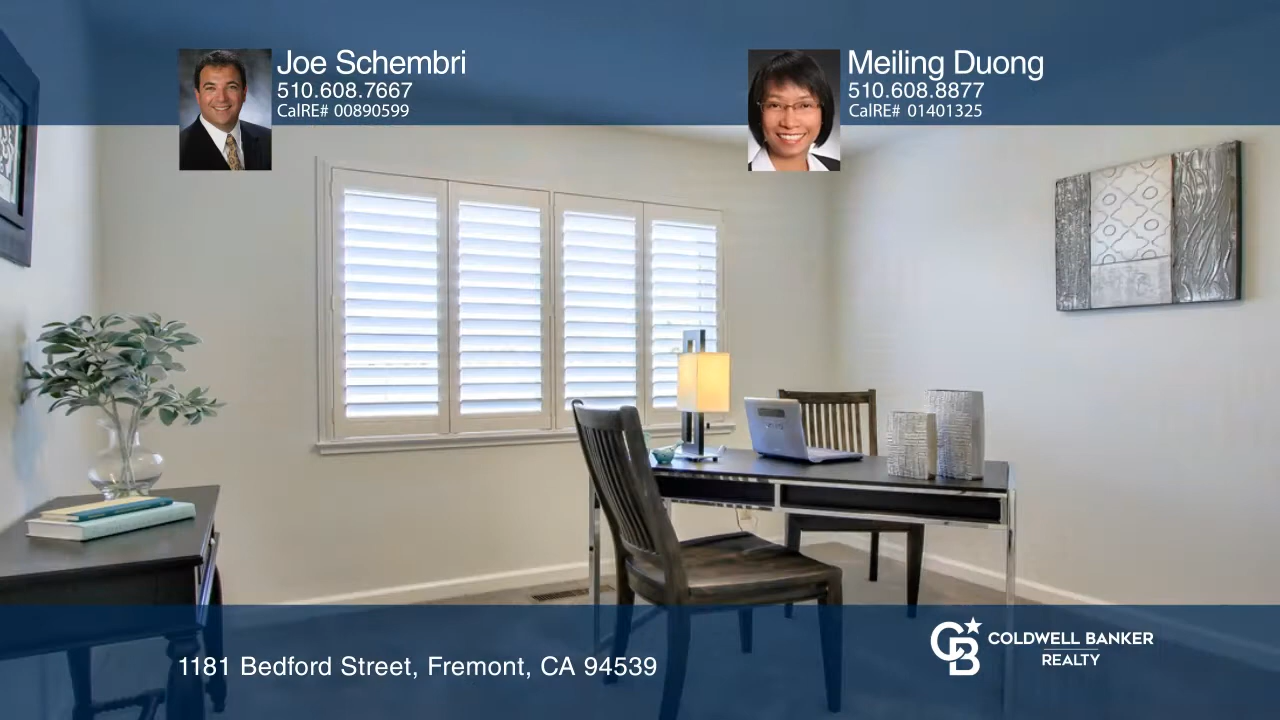 Joe Schembri
510.608.7667
CalRE# 00890599
Meiling Duong
510.608.8877
CalRE# 01401325
1181 Bedford Street, Fremont, CA 94539
CB
COLDWELL BANKER
REALTY